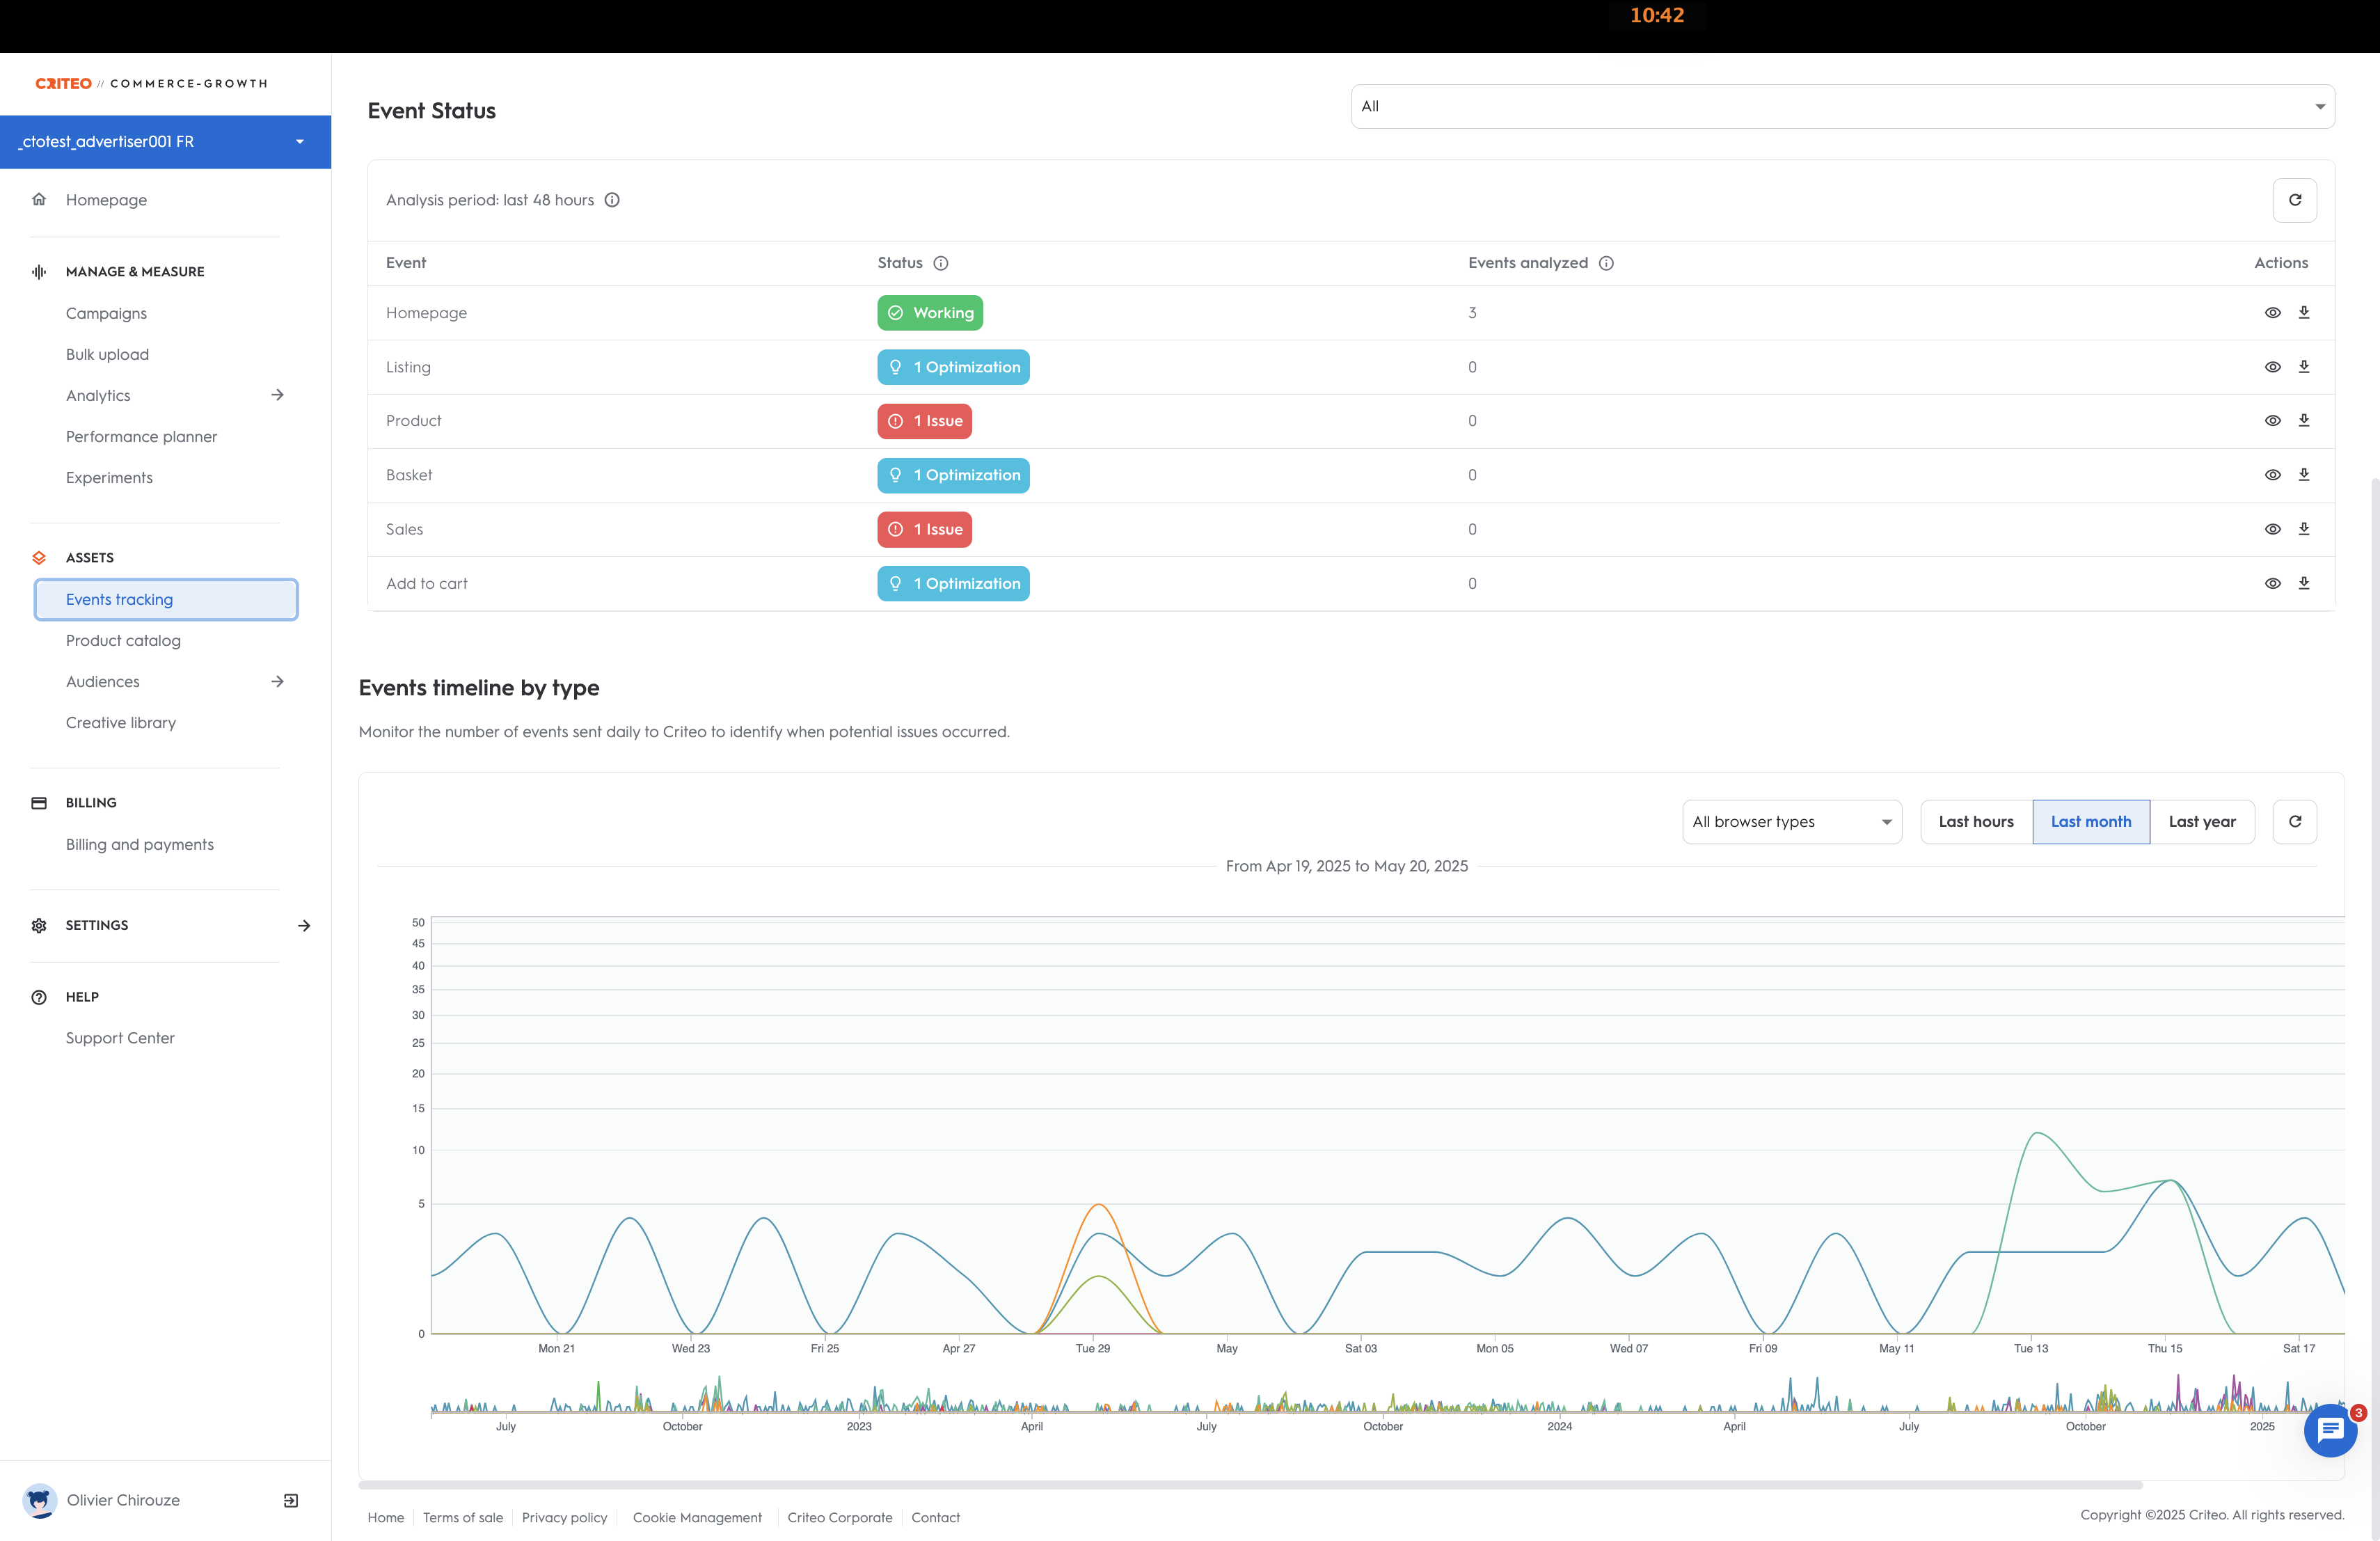 10:42
CRITEO // COMMERCE-GROWTH
_ctotest_advertiser001 FR
Homepage
MANAGE & MEASURE
Campaigns
Bulk upload
Analytics
Performance planner
Experiments
ASSETS
Events tracking
Product catalog
Audiences
Creative library
BILLING
Billing and payments
SETTINGS
HELP
Support Center
Olivier Chirouze
Event Status
All
Analysis period: last 48 hours
Event Status Events analyzed Actions
Homepage Working 3
Listing 1 Optimization 0
Product 1 Issue 0
Basket 1 Optimization 0
Sales 1 Issue 0
Add to cart 1 Optimization 0
Events timeline by type
Monitor the number of events sent daily to Criteo to identify when potential issues occurred.
All browser types Last hours Last month Last year
From Apr 19, 2025 to May 20, 2025
50
45
40
35
30
25
20
15
10
5
0
Mon 21 Wed 23 Fri 25 Apr 27 Tue 29 May Sat 03 Mon 05 Wed 07 Fri 09 May 11 Tue 13 Thu 15 Sat 17
July October 2023 April July October 2024 April July October 2025
3
Home Terms of sale Privacy policy Cookie Management Criteo Corporate Contact
Copyright ©2025 Criteo. All rights reserved.